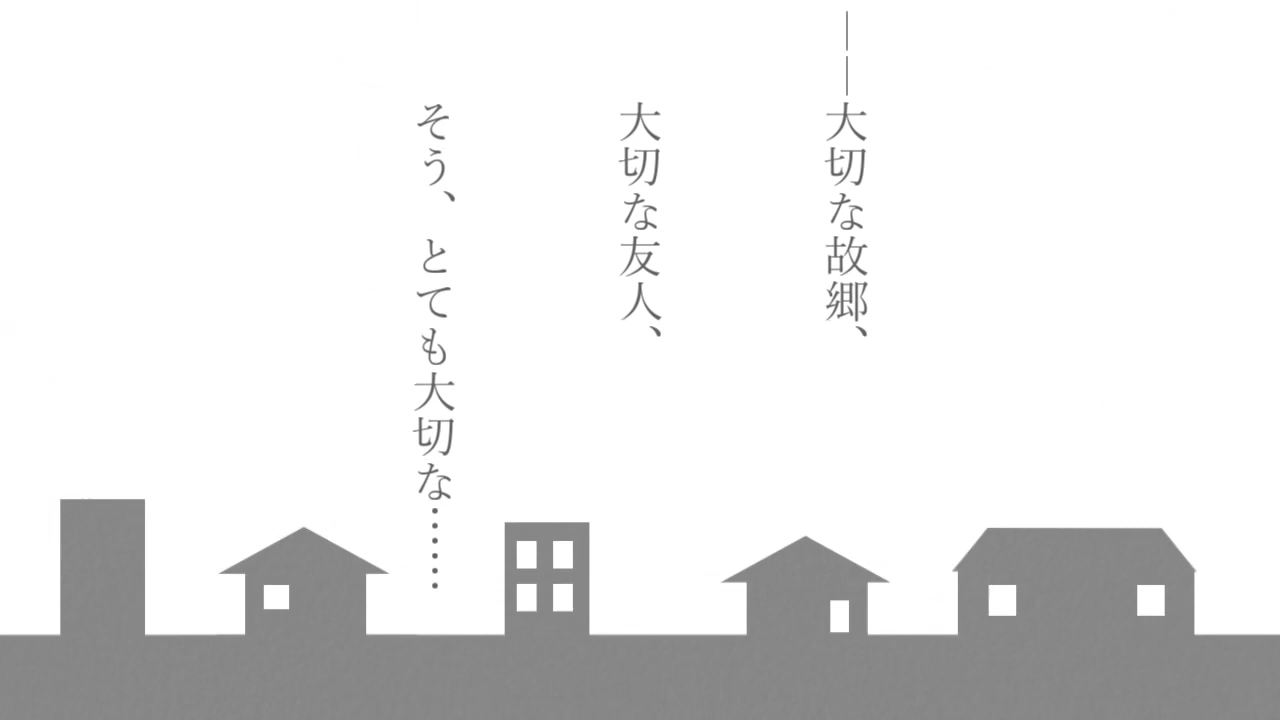 ――大切な故郷、
大切な友人、
そう、　とても大切な……